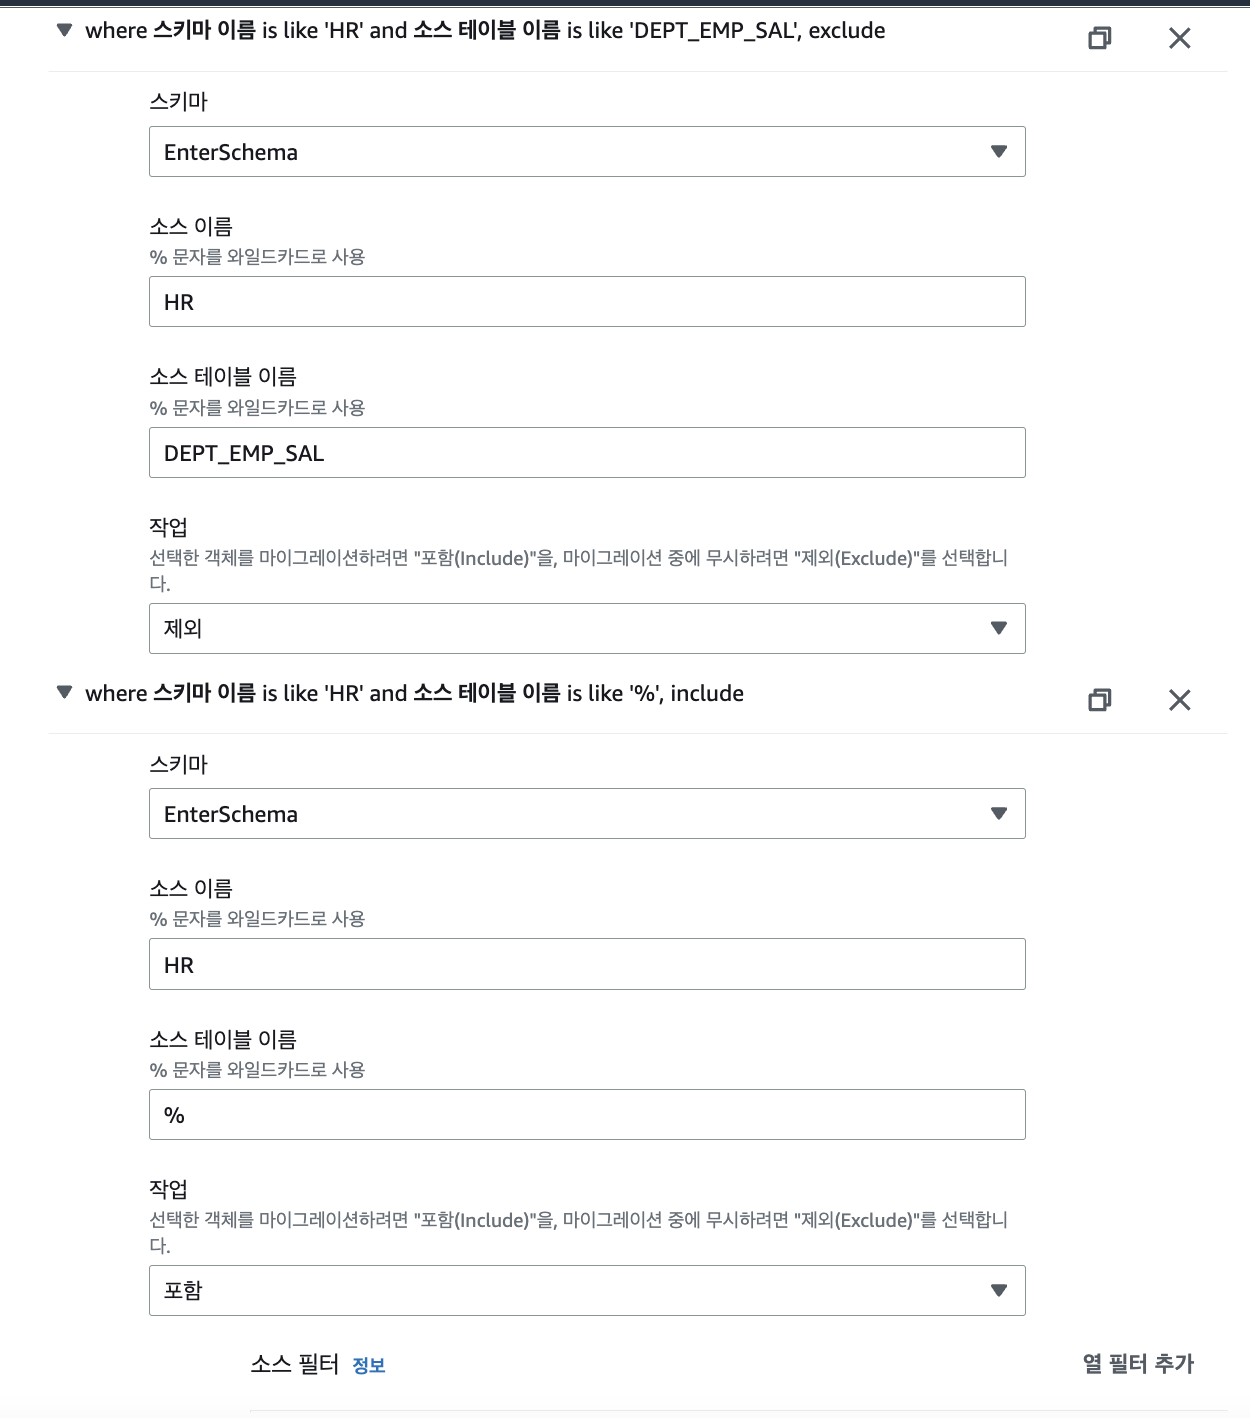 where 스키마 이름 is like 'HR' and 소스 테이블 이름 is like 'DEPT_EMP_SAL', exclude
스키마
EnterSchema
소스 이름
% 문자를 와일드카드로 사용
HR
소스 테이블 이름
% 문자를 와일드카드로 사용
DEPT_EMP_SAL
작업
선택한 객체를 마이그레이션하려면 "포함(Include)"을, 마이그레이션 중에 무시하려면 "제외(Exclude)"를 선택합니
다.
제외
where 스키마 이름 is like 'HR' and 소스 테이블 이름 is like '%', include
스키마
EnterSchema
소스 이름
% 문자를 와일드카드로 사용
HR
소스 테이블 이름
% 문자를 와일드카드로 사용
%
작업
선택한 객체를 마이그레이션하려면 "포함(Include)"을, 마이그레이션 중에 무시하려면 "제외(Exclude)"를 선택합니
다.
포함
소스 필터 정보 열 필터 추가